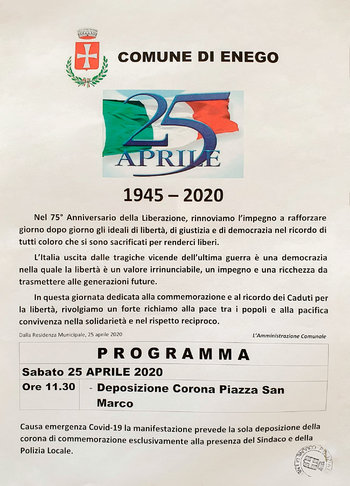 COMUNE DI ENEGO
25
APRILE
1945 – 2020
Nel 75° Anniversario della Liberazione, rinnoviamo l'impegno a rafforzare
giorno dopo giorno gli ideali di libertà, di giustizia e di democrazia nel ricordo di
tutti coloro che si sono sacrificati per renderci liberi.
L'Italia uscita dalle tragiche vicende dell'ultima guerra è una democrazia
nella quale la libertà è un valore irrinunciabile, un impegno e una ricchezza da
trasmettere alle generazioni future.
In questa giornata dedicata alla commemorazione e al ricordo dei Caduti per
la libertà, rivolgiamo un forte richiamo alla pace tra i popoli e alla pacifica
convivenza nella solidarietà e nel rispetto reciproco.
Dalla Residenza Municipale, 25 aprile 2020 L'Amministrazione Comunale
PROGRAMMA
Sabato 25 APRILE 2020
Ore 11.30 - Deposizione Corona Piazza San
Marco
Causa emergenza Covid-19 la manifestazione prevede la sola deposizione della
corona di commemorazione esclusivamente alla presenza del Sindaco e della
Polizia Locale.